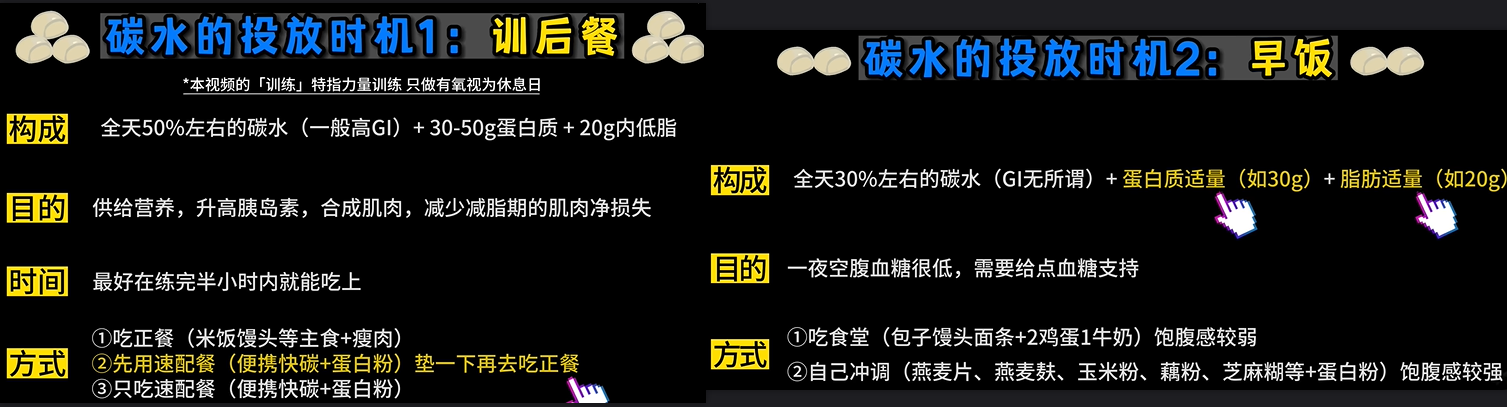 碳水的投放时机1：训后餐
*本视频的「训练」特指力量训练 只做有氧视为休息日
构成 全天50%左右的碳水（一般高GI）+ 30-50g蛋白质 + 20g内低脂
目的 供给营养，升高胰岛素，合成肌肉，减少减脂期的肌肉净损失
时间 最好在练完半小时内就能吃上
方式
①吃正餐（米饭馒头等主食+瘦肉）
②先用速配餐（便携快碳+蛋白粉）垫一下再去吃正餐
③只吃速配餐（便携快碳+蛋白粉）
碳水的投放时机2：早饭
构成 全天30%左右的碳水（GI无所谓）+ 蛋白质适量（如30g）+ 脂肪适量（如20g）
目的 一夜空腹血糖很低，需要给点血糖支持
方式
①吃食堂（包子馒头面条+2鸡蛋1牛奶）饱腹感较弱
②自己冲调（燕麦片、燕麦麸、玉米粉、藕粉、芝麻糊等+蛋白粉）饱腹感较强